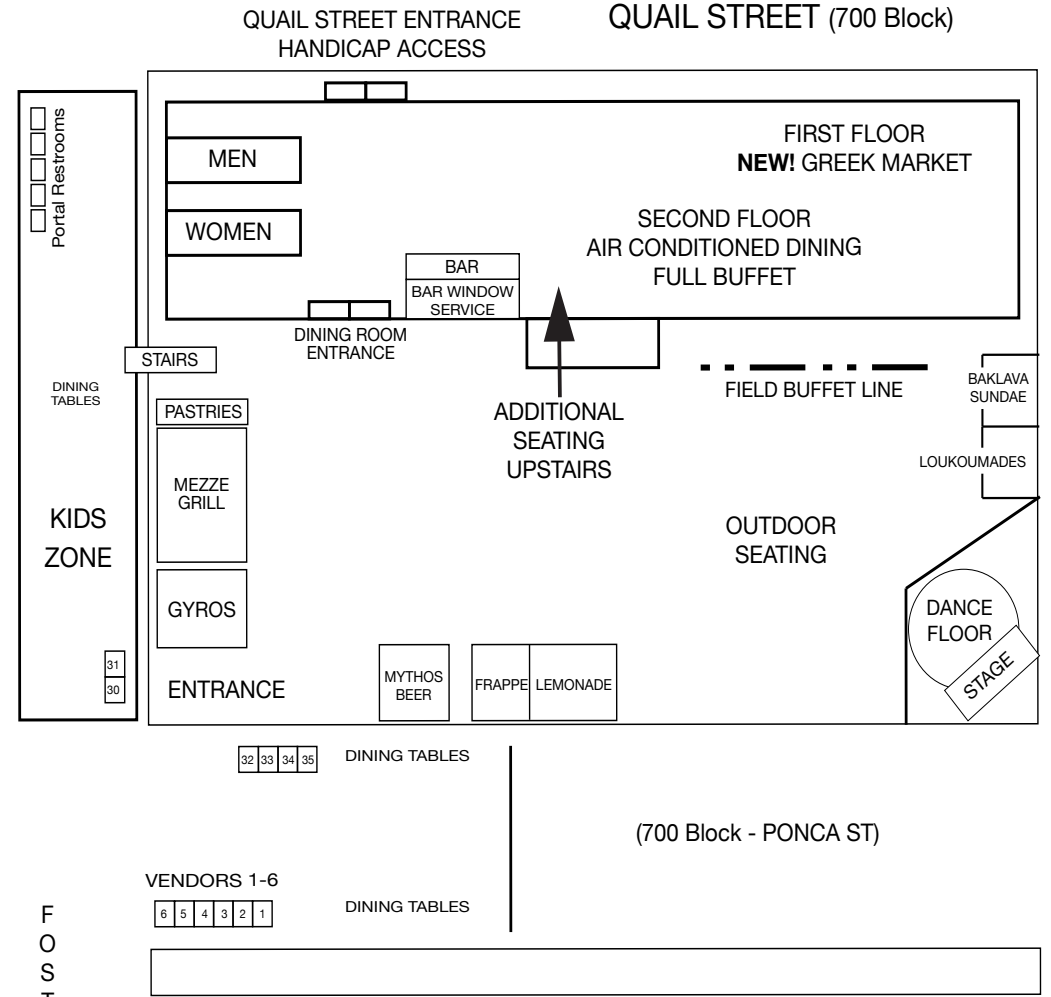 QUAIL STREET ENTRANCE
HANDICAP ACCESS
QUAIL STREET (700 Block)
Portal Restrooms
MEN
WOMEN
FIRST FLOOR
NEW! GREEK MARKET
SECOND FLOOR
AIR CONDITIONED DINING
FULL BUFFET
BAR
BAR WINDOW
SERVICE
DINING ROOM
ENTRANCE
STAIRS
DINING
TABLES
PASTRIES
MEZZE
GRILL
GYROS
KIDS
ZONE
31
30
ENTRANCE
ADDITIONAL
SEATING
UPSTAIRS
FIELD BUFFET LINE
BAKLAVA
SUNDAE
LOUKOUMADES
OUTDOOR
SEATING
DANCE
FLOOR
STAGE
MYTHOS
BEER
FRAPPE
LEMONADE
32 33 34 35
DINING TABLES
(700 Block - PONCA ST)
VENDORS 1-6
6 5 4 3 2 1
DINING TABLES
F
O
S